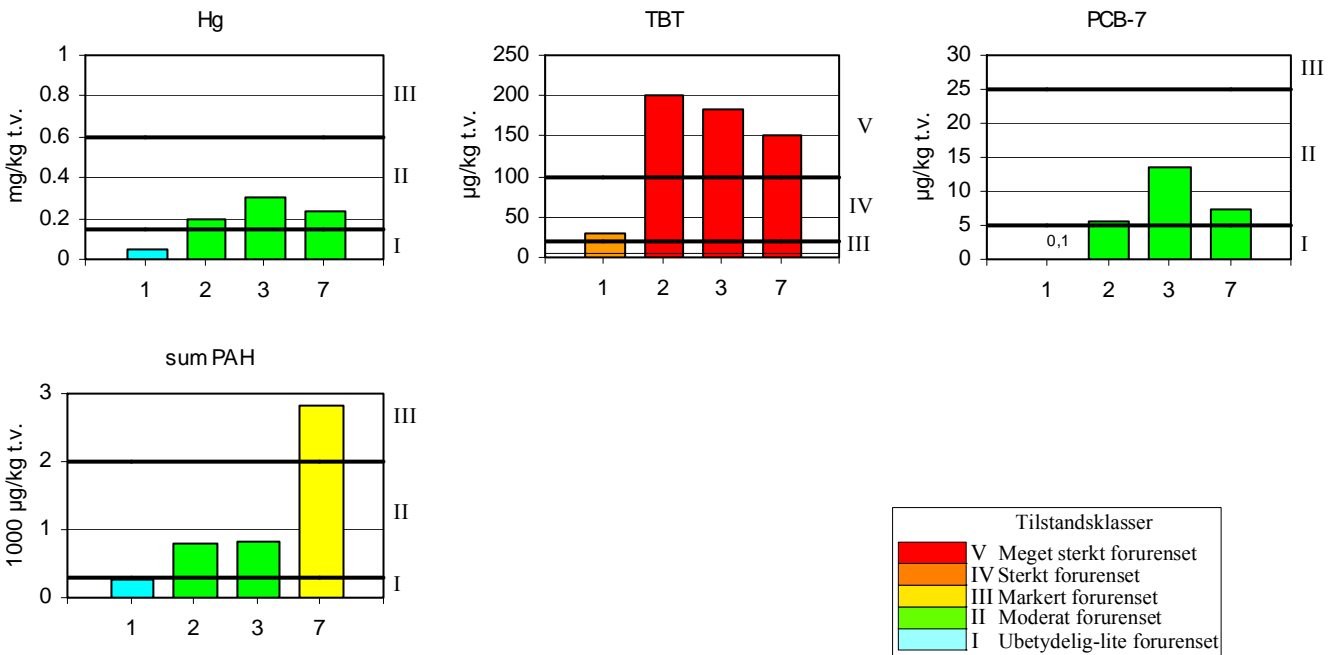 Hg
mg/kg t.v.
1
0.8
0.6
0.4
0.2
0
III
II
I
1 2 3 7
TBT
µg/kg t.v.
250
200
150
100
50
0
V
IV
III
1 2 3 7
PCB-7
µg/kg t.v.
30
25
20
15
10
5
0
0,1
III
II
I
1 2 3 7
sum PAH
1000 µg/kg t.v.
3
2
1
0
III
II
I
1 2 3 7
Tilstandsklasser
V Meget sterkt forurenset
IV Sterkt forurenset
III Markert forurenset
II Moderat forurenset
I Ubetydelig-lite forurenset